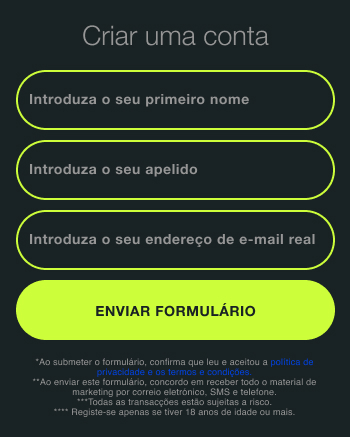 Criar uma conta
Introduza o seu primeiro nome
Introduza o seu apelido
Introduza o seu endereço de e-mail real
ENVIAR FORMULÁRIO
*Ao submeter o formulário, confirma que leu e aceitou a política de
privacidade e os termos e condições.
**Ao enviar este formulário, concordo em receber todo o material de
marketing por correio eletrónico, SMS e telefone.
***Todas as transacções estão sujeitas a risco.
**** Registe-se apenas se tiver 18 anos de idade ou mais.